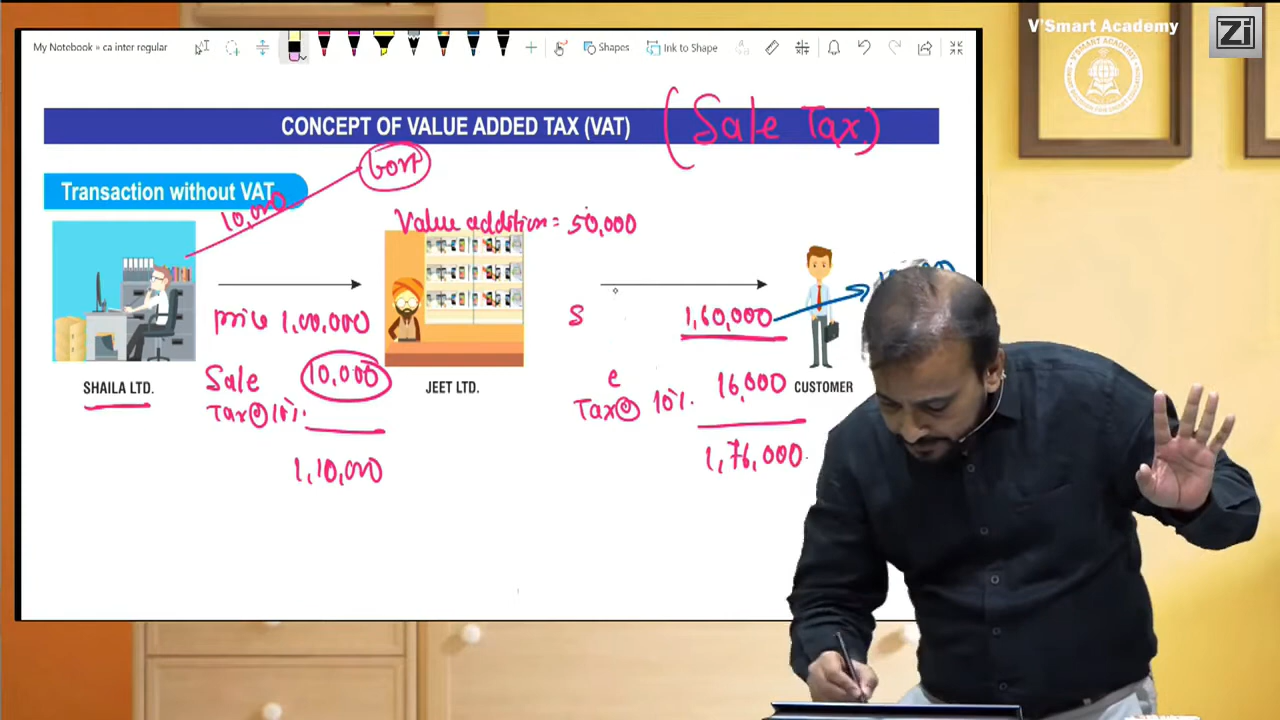 V'Smart Academy
Zi
My Notebook » ca inter regular
Shapes
Ink to Shape
CONCEPT OF VALUE ADDED TAX (VAT) (Sale Tax)
Transaction without VAT
Govt
10,000
Value addition = 50,000
price 1,00,000
S 1,60,000
Sale 10,000
Tax@10%.
1,10,000
e 16,000
Tax@ 10%.
1,76,000
SHAILA LTD.
JEET LTD.
CUSTOMER